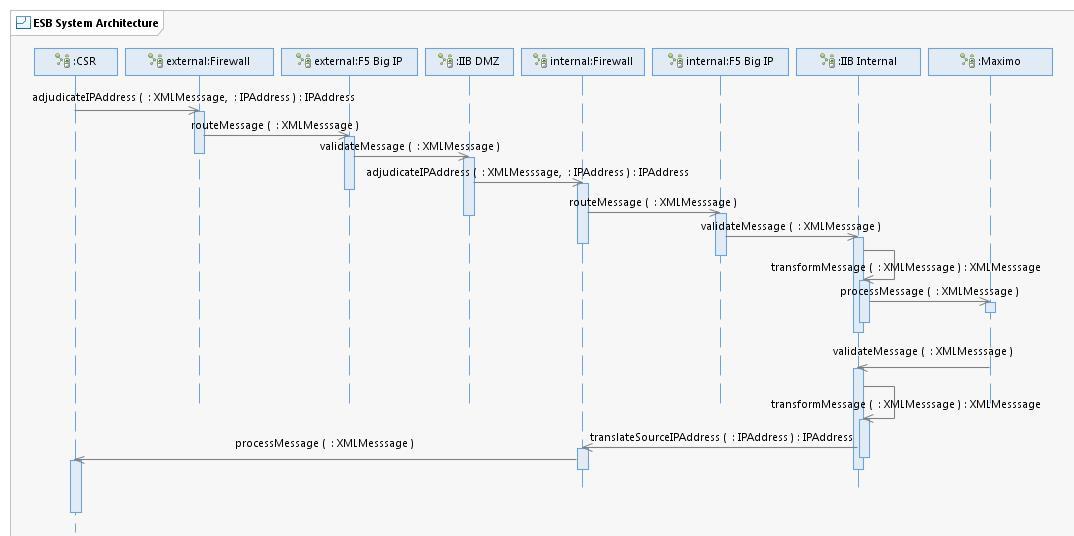 ESB System Architecture
:CSR
external:Firewall
external:F5 Big IP
:IIB DMZ
internal:Firewall
internal:F5 Big IP
:IIB Internal
:Maximo
adjudicateIPAddress ( : XMLMesssage, : IPAddress ) : IPAddress
routeMessage ( : XMLMesssage )
validateMessage ( : XMLMesssage )
adjudicateIPAddress ( : XMLMesssage, : IPAddress ) : IPAddress
routeMessage ( : XMLMesssage )
validateMessage ( : XMLMesssage )
transformMessage ( : XMLMesssage ) : XMLMesssage
processMessage ( : XMLMesssage )
validateMessage ( : XMLMesssage )
transformMessage ( : XMLMesssage ) : XMLMesssage
translateSourceIPAddress ( : IPAddress ) : IPAddress
processMessage ( : XMLMesssage )